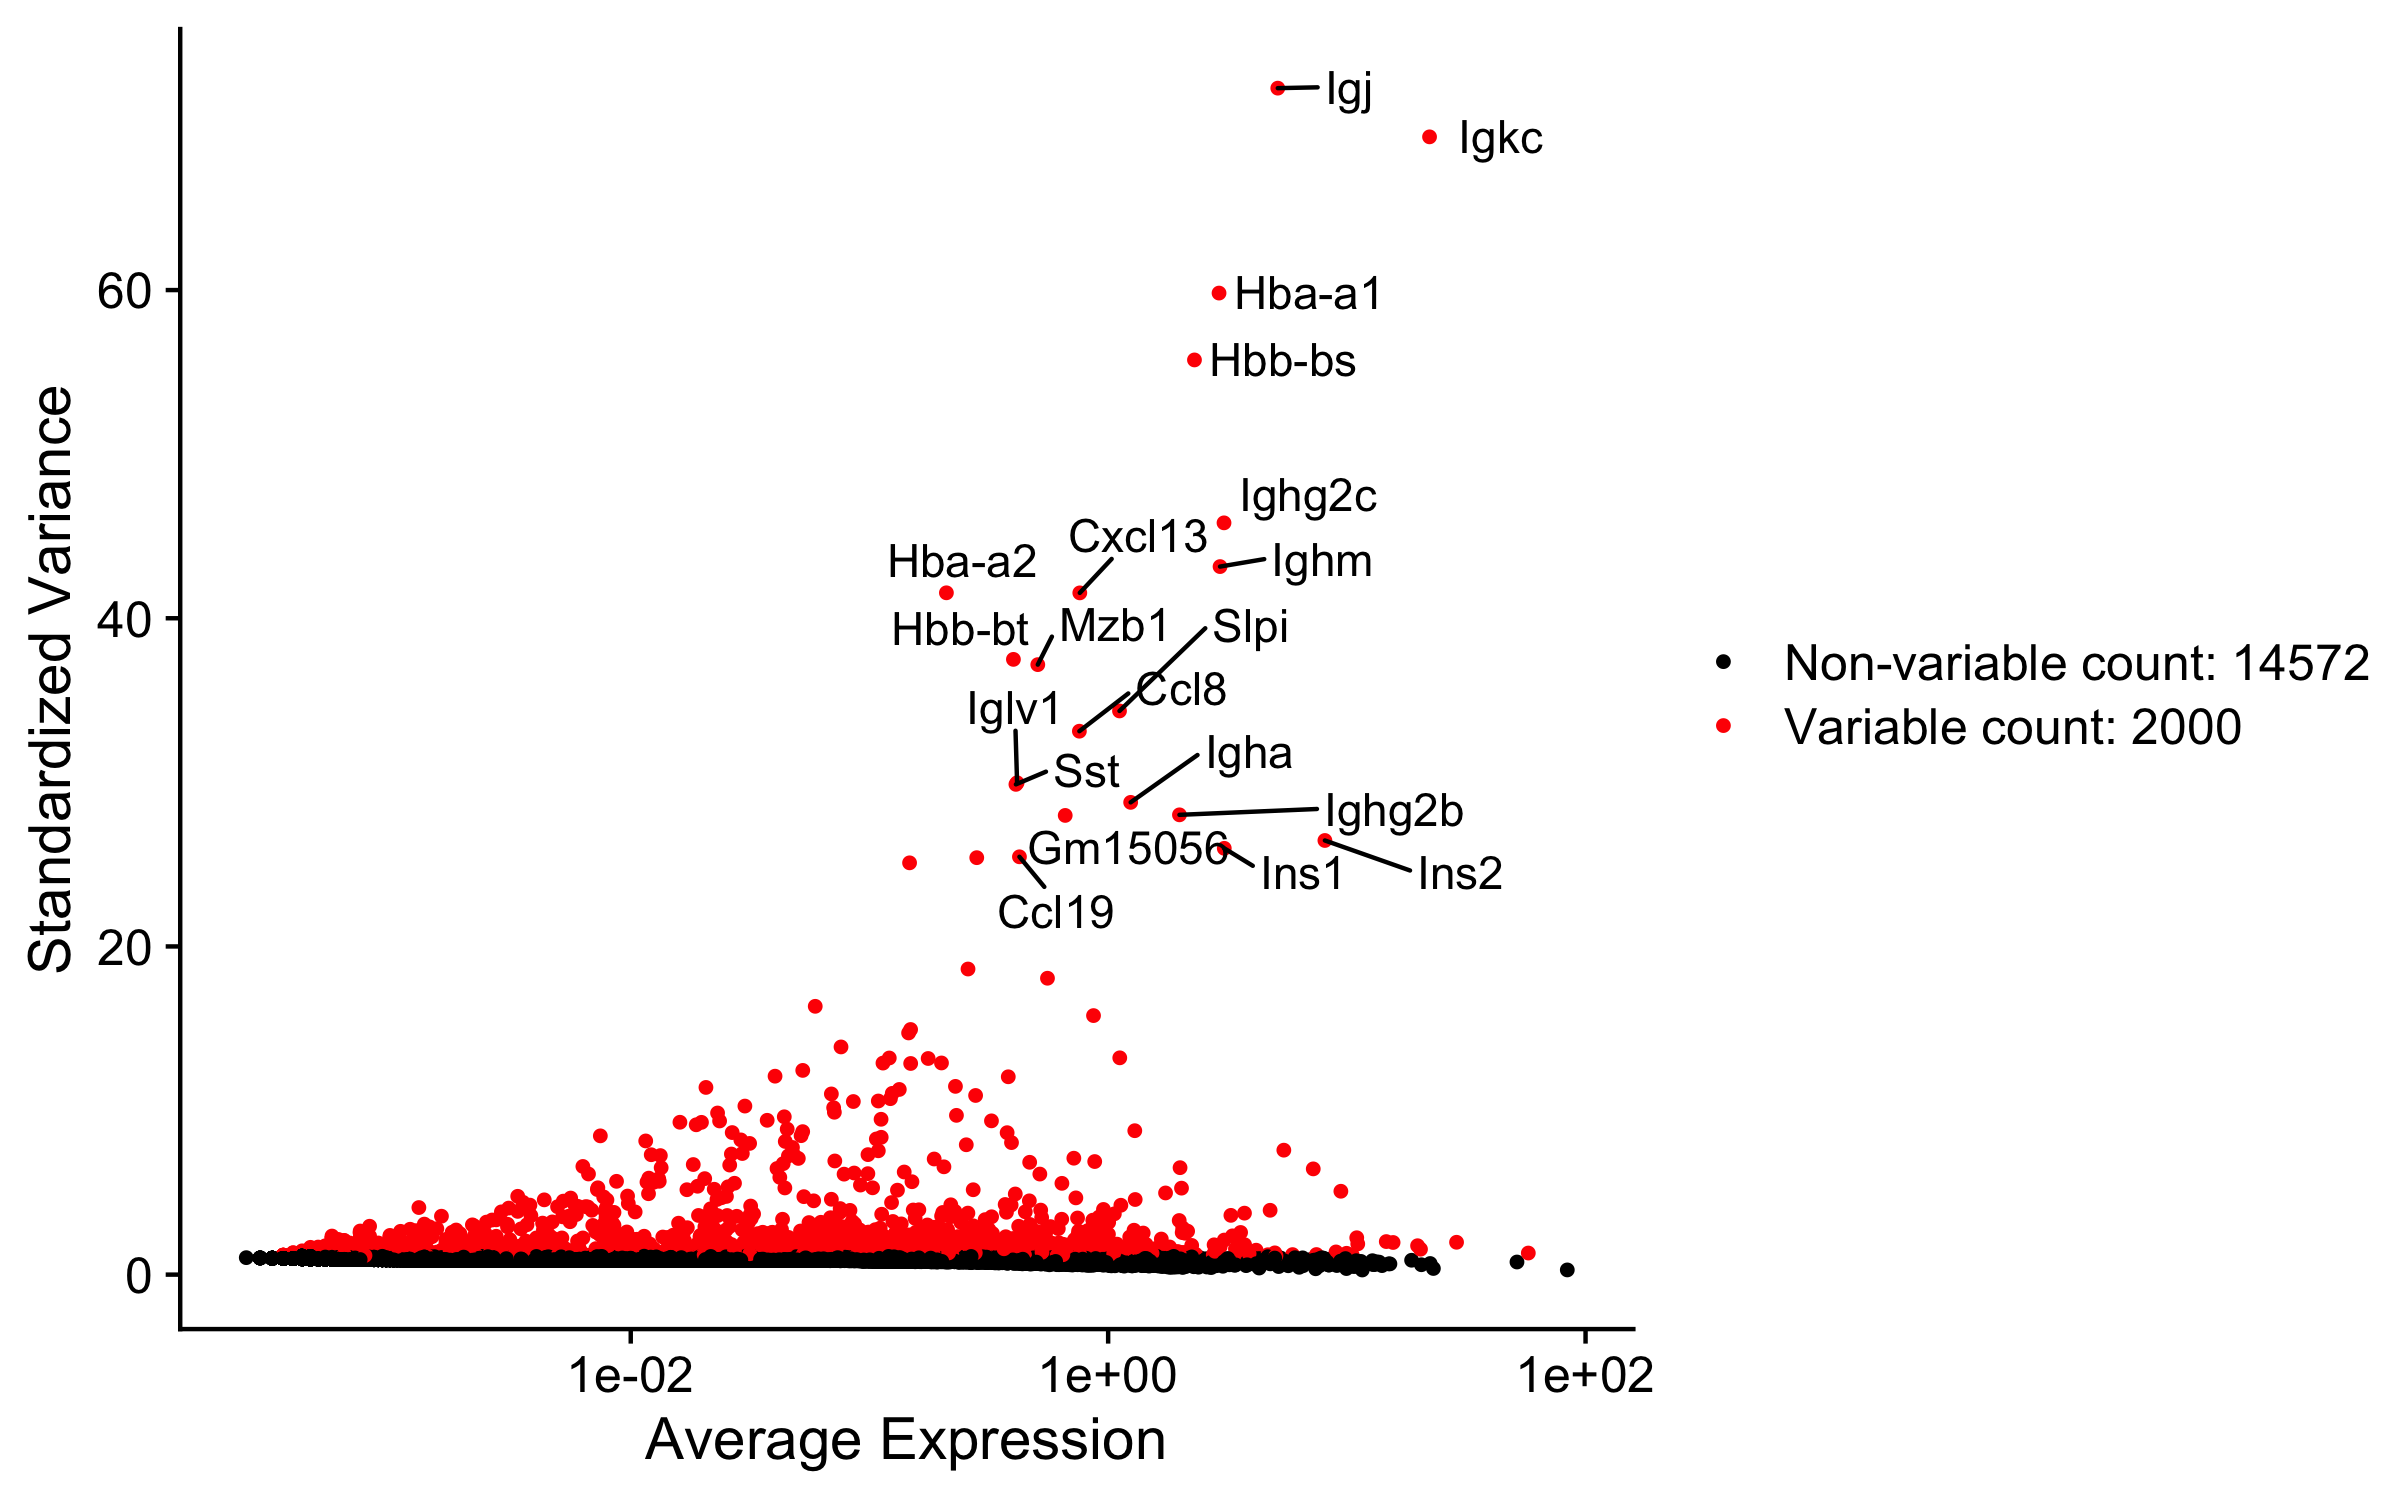 Igj
Igkc
60
Hba-a1
Hbb-bs
Ighg2c
Cxcl13
Hba-a2
Ighm
40
Hbb-bt
Mzb1
Slpi
Non-variable count: 14572
Ccl8
Iglv1
Variable count: 2000
Igha
Sst
Ighg2b
Gm15056
Ins1
Ins2
Ccl19
20
0
Standardized Variance
1e-02
1e+00
1e+02
Average Expression